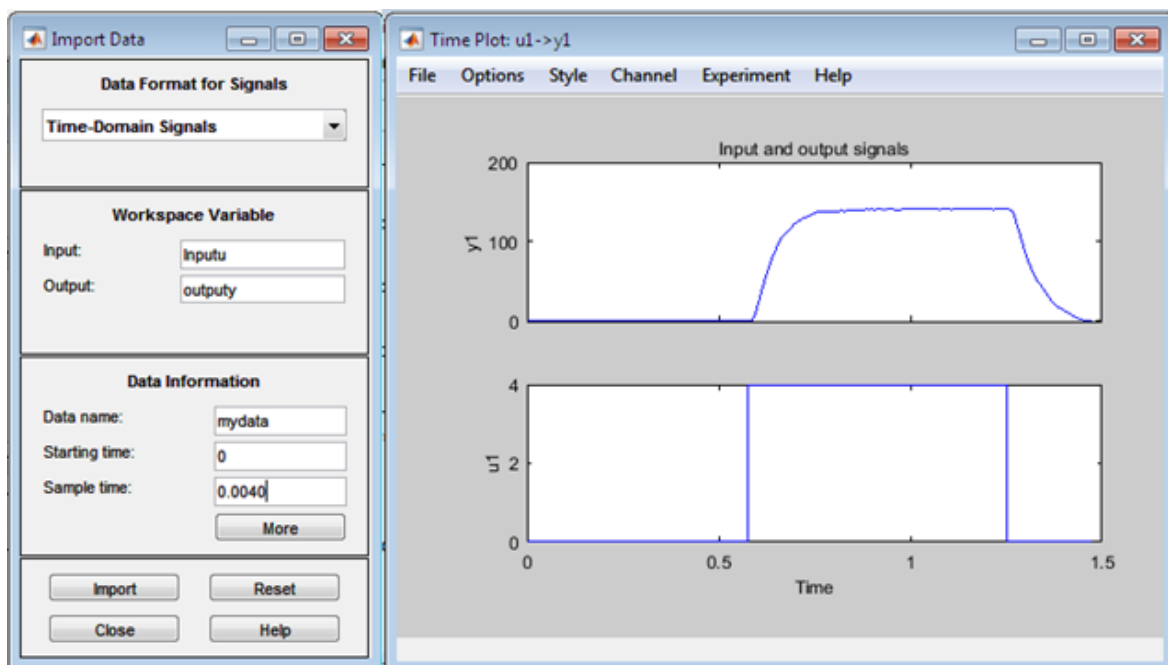 Import Data
Data Format for Signals
Time-Domain Signals
Workspace Variable
Input: Inputu
Output: outputy
Data Information
Data name: mydata
Starting time: 0
Sample time: 0.0040
More
Import Reset
Close Help
Time Plot: u1->y1
File Options Style Channel Experiment Help
Input and output signals
200
100
0
y1
4
2
0
u1
0 0.5 1 1.5
Time